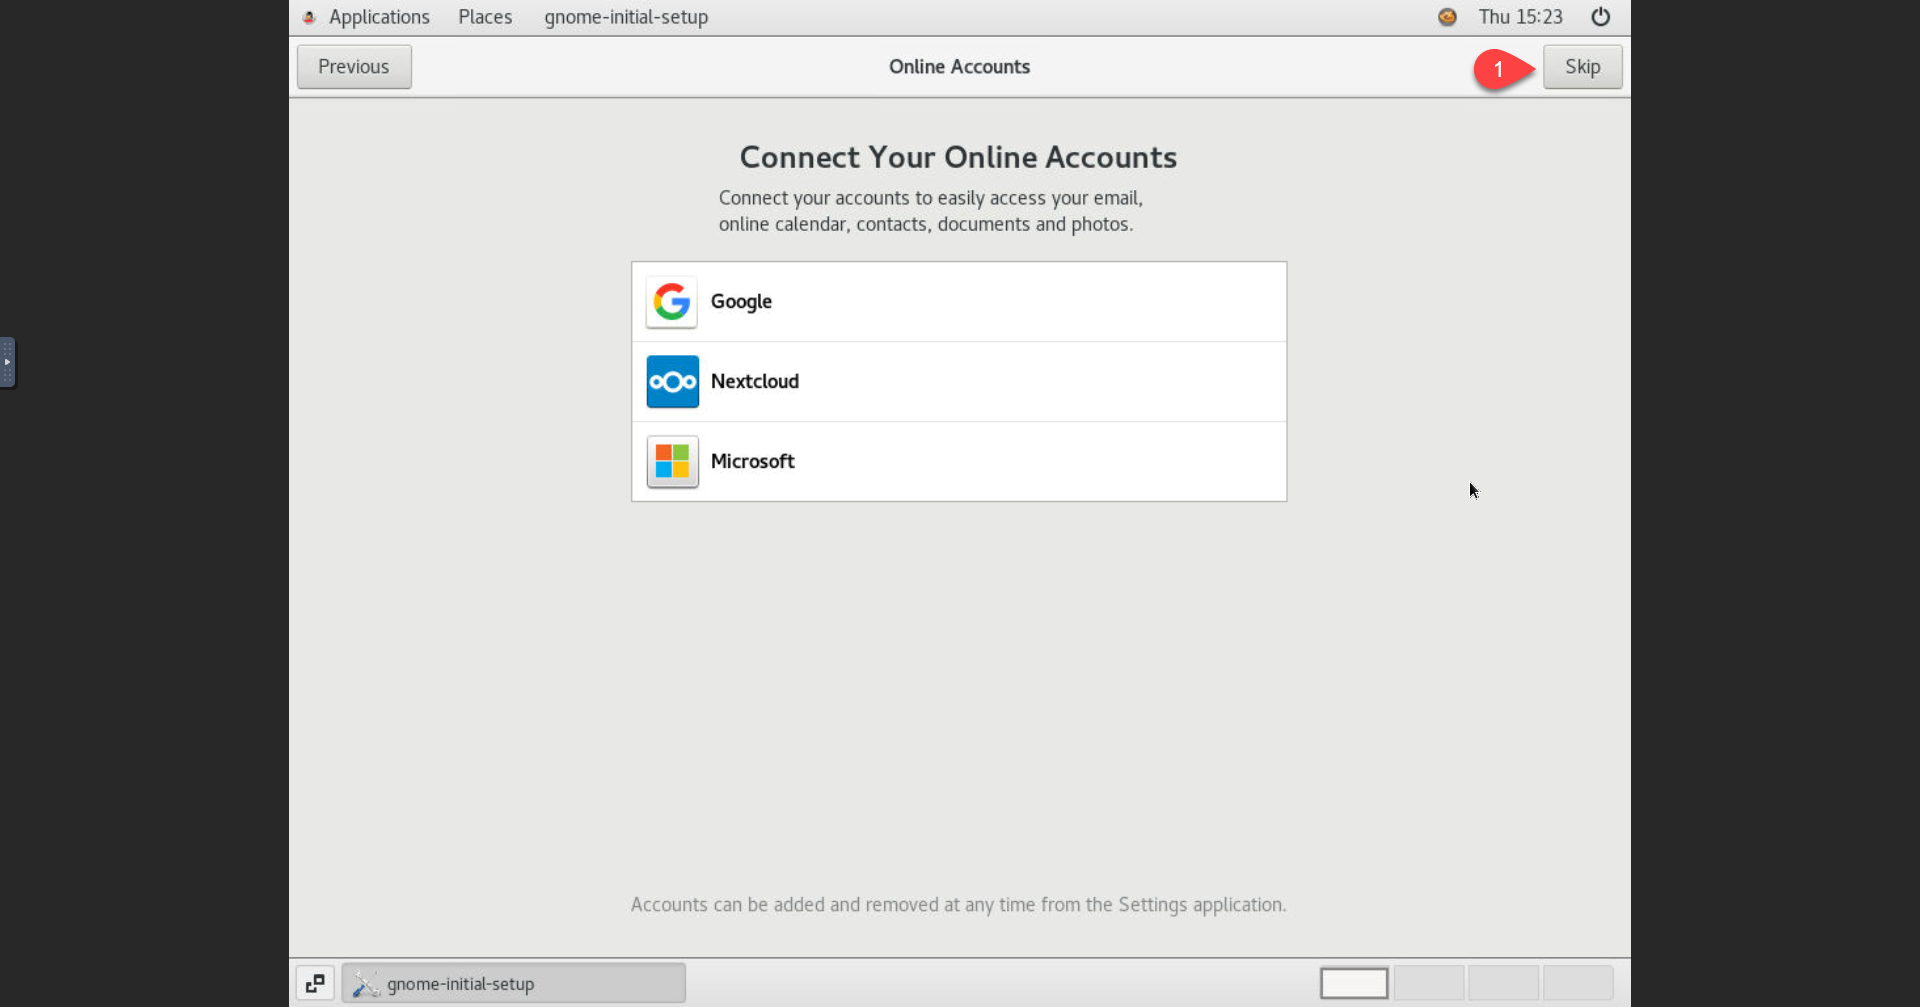 Applications Places gnome-initial-setup Thu 15:23
Previous Online Accounts 1 Skip
Connect Your Online Accounts
Connect your accounts to easily access your email,
online calendar, contacts, documents and photos.
Google
Nextcloud
Microsoft
Accounts can be added and removed at any time from the Settings application.
gnome-initial-setup